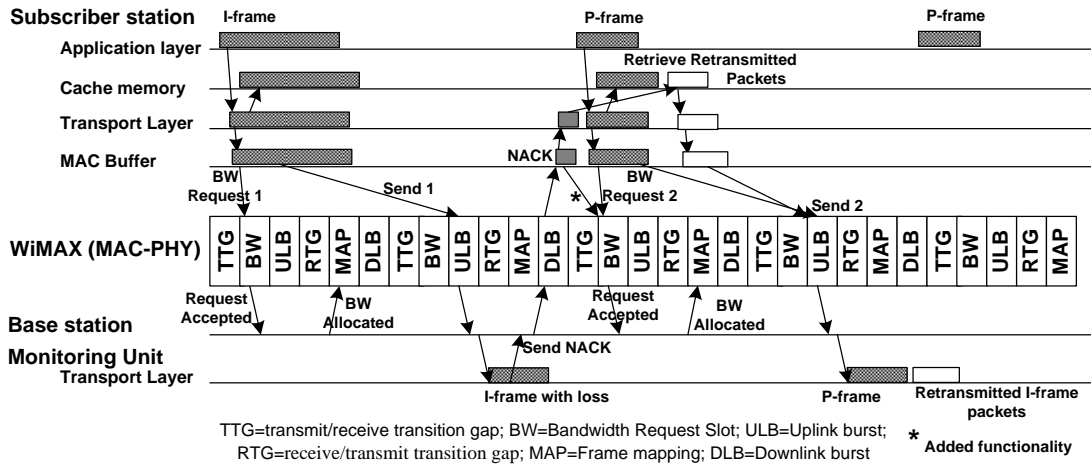 Subscriber station
I-frame
P-frame
P-frame
Application layer
Retrieve Retransmitted
Packets
Cache memory
Transport Layer
NACK
MAC Buffer
BW
Request 1
Send 1
*
BW
Request 2
Send 2
WiMAX (MAC-PHY)
TTG BW ULB RTG MAP DLB TTG BW ULB RTG MAP DLB TTG BW ULB RTG MAP DLB TTG BW ULB RTG MAP DLB TTG BW ULB RTG MAP
Request
Accepted
BW
Allocated
Request
Accepted
BW
Allocated
Base station
Send NACK
Monitoring Unit
Transport Layer
I-frame with loss
P-frame
Retransmitted I-frame
packets
TTG=transmit/receive transition gap; BW=Bandwidth Request Slot; ULB=Uplink burst;
RTG=receive/transmit transition gap; MAP=Frame mapping; DLB=Downlink burst
* Added functionality